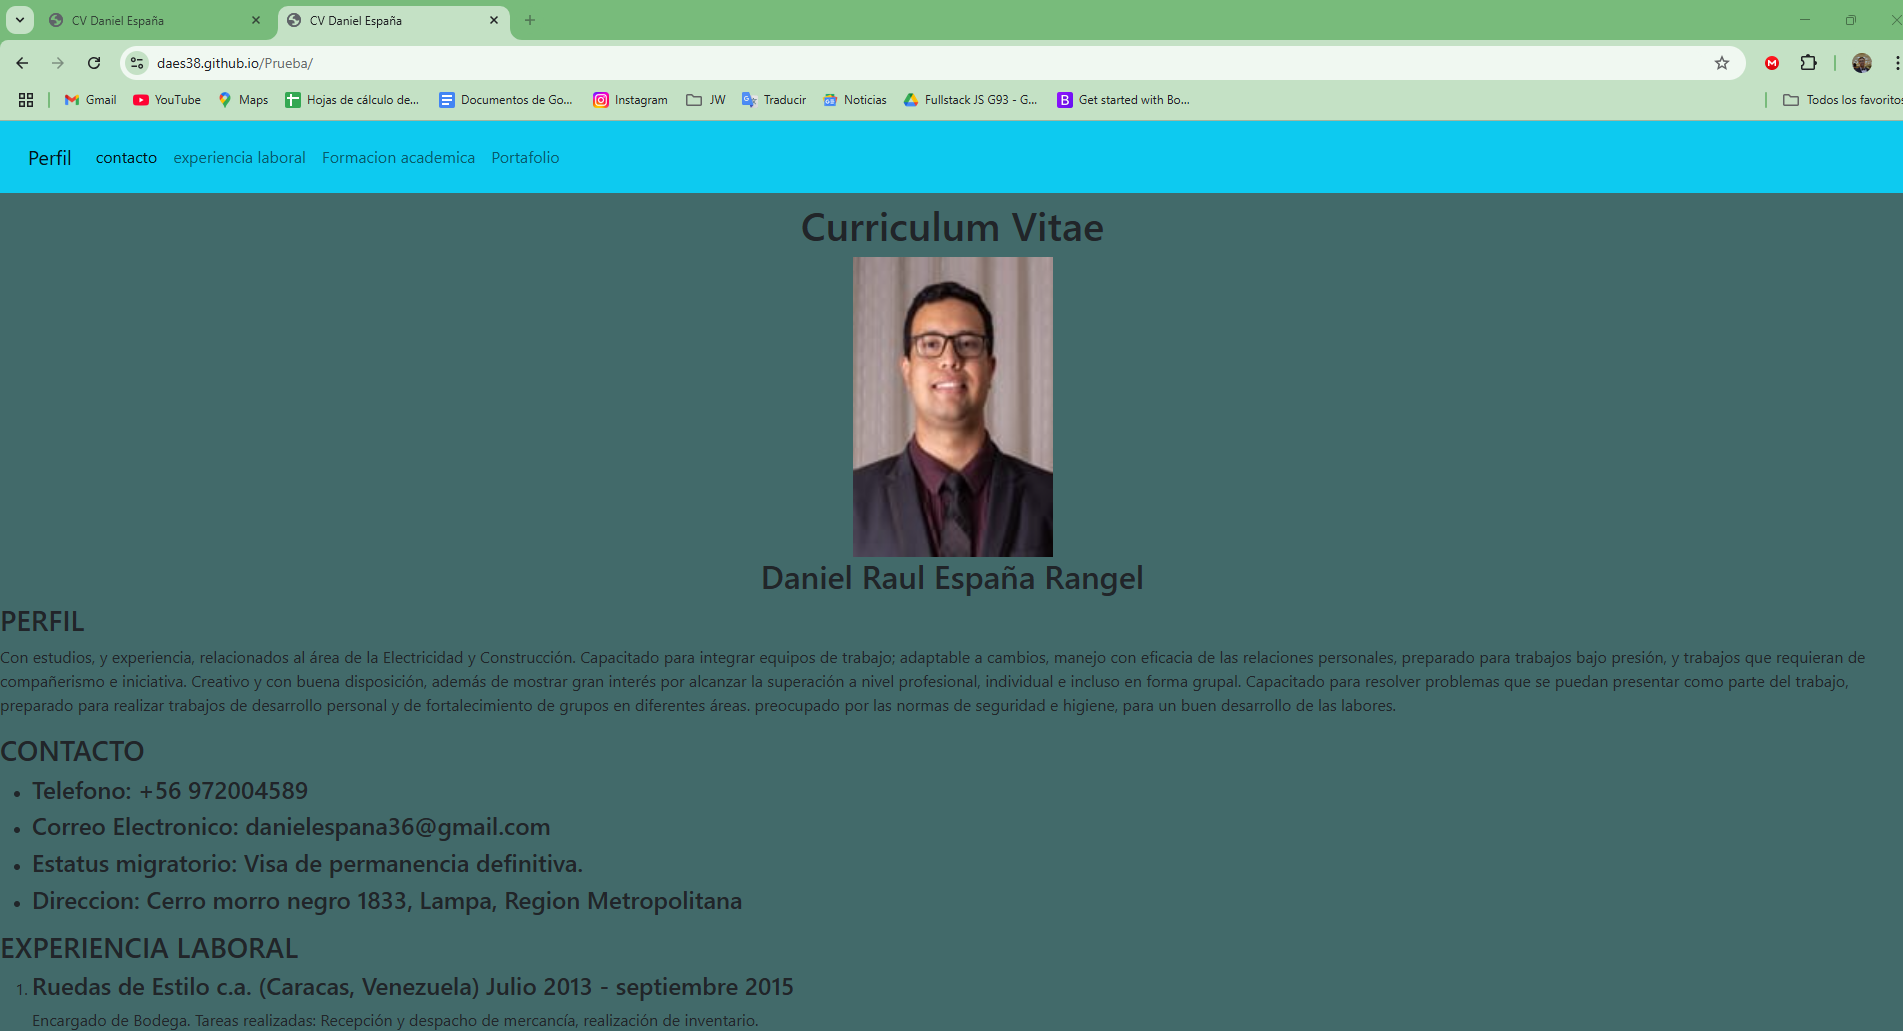 CV Daniel España
CV Daniel España
daes38.github.io/Prueba/
Gmail YouTube Maps Hojas de cálculo de... Documentos de Go... Instagram JW Traducir Noticias Fullstack JS G93 - G... Get started with Bo... Todos los favoritos
Perfil contacto experiencia laboral Formacion academica Portafolio
Curriculum Vitae
Daniel Raul España Rangel
PERFIL
Con estudios, y experiencia, relacionados al área de la Electricidad y Construcción. Capacitado para integrar equipos de trabajo; adaptable a cambios, manejo con eficacia de las relaciones personales, preparado para trabajos bajo presión, y trabajos que requieran de
compañerismo e iniciativa. Creativo y con buena disposición, además de mostrar gran interés por alcanzar la superación a nivel profesional, individual e incluso en forma grupal. Capacitado para resolver problemas que se puedan presentar como parte del trabajo,
preparado para realizar trabajos de desarrollo personal y de fortalecimiento de grupos en diferentes áreas. preocupado por las normas de seguridad e higiene, para un buen desarrollo de las labores.
CONTACTO
• Telefono: +56 972004589
• Correo Electronico: danielespana36@gmail.com
• Estatus migratorio: Visa de permanencia definitiva.
• Direccion: Cerro morro negro 1833, Lampa, Region Metropolitana
EXPERIENCIA LABORAL
1. Ruedas de Estilo c.a. (Caracas, Venezuela) Julio 2013 - septiembre 2015
Encargado de Bodega. Tareas realizadas: Recepción y despacho de mercancía, realización de inventario.